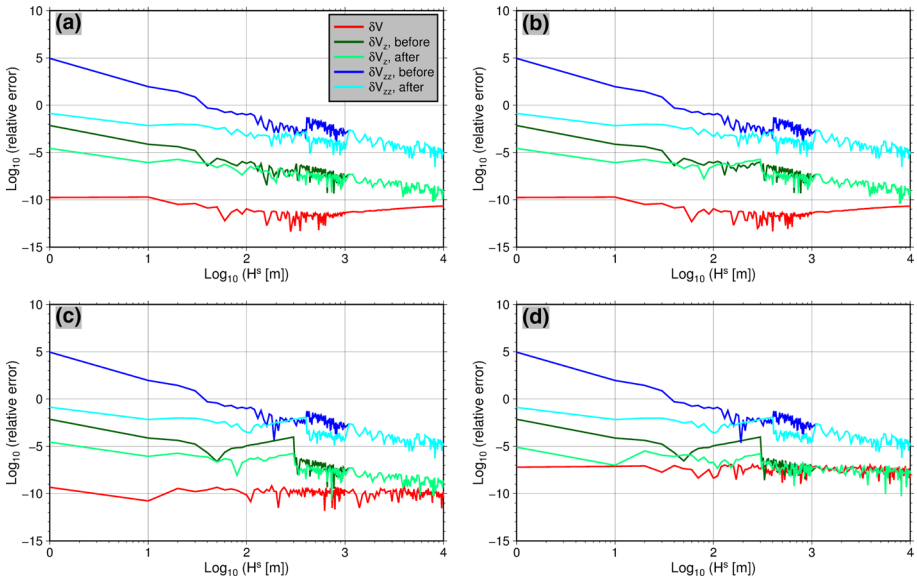 (a)
δV
δVz, before
δVz, after
δVzz, before
δVzz, after
10
5
0
−5
−10
−15
Log10 (relative error)
0 1 2 3 4
Log10 (Hs [m])
(b)
10
5
0
−5
−10
−15
Log10 (relative error)
0 1 2 3 4
Log10 (Hs [m])
(c)
10
5
0
−5
−10
−15
Log10 (relative error)
0 1 2 3 4
Log10 (Hs [m])
(d)
10
5
0
−5
−10
−15
Log10 (relative error)
0 1 2 3 4
Log10 (Hs [m])